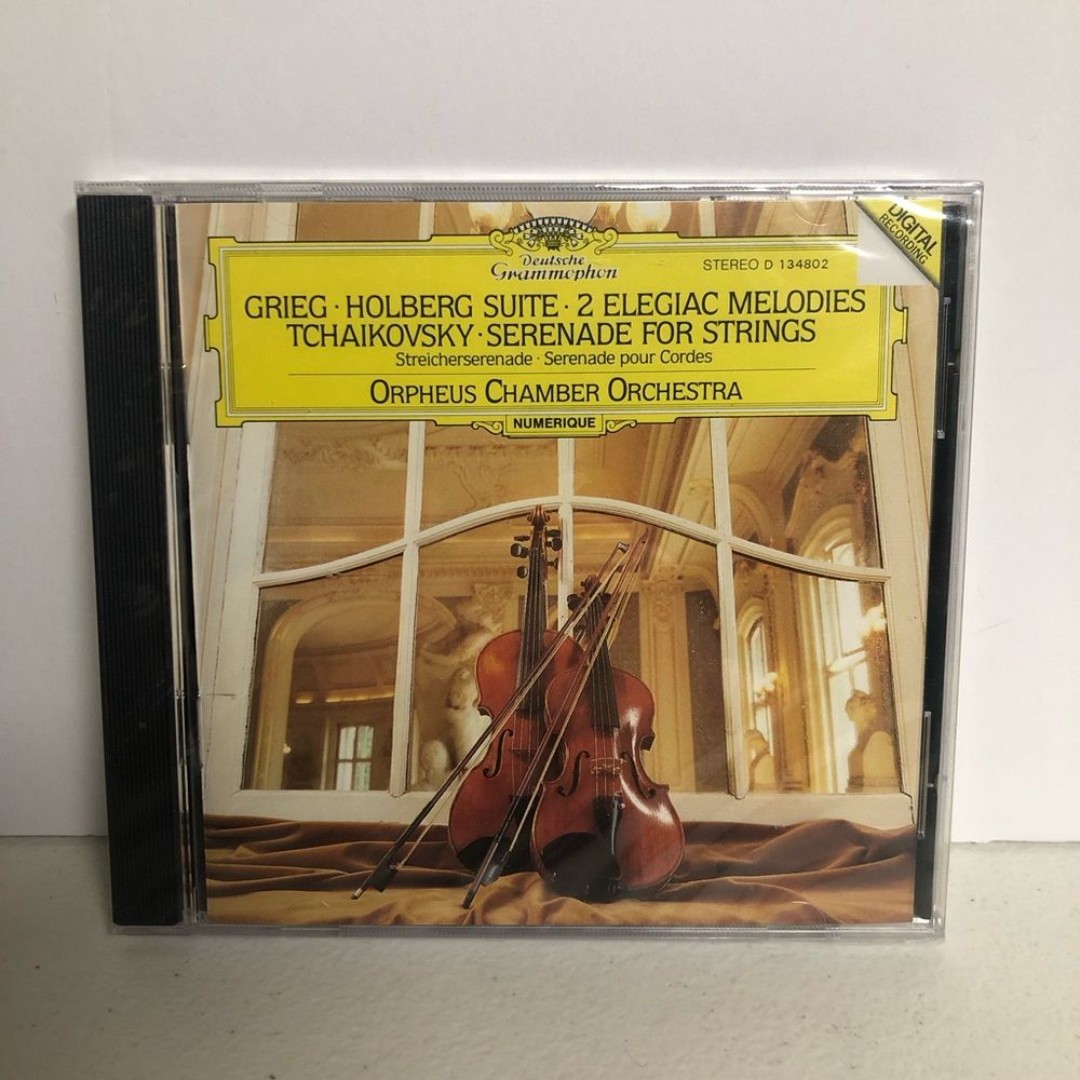 DIGITAL
RECORDING
Deutsche
Grammophon
STEREO D 134802
GRIEG · HOLBERG SUITE · 2 ELEGIAC MELODIES
TCHAIKOVSKY · SERENADE FOR STRINGS
Streicherserenade · Serenade pour Cordes
ORPHEUS CHAMBER ORCHESTRA
NUMÉRIQUE